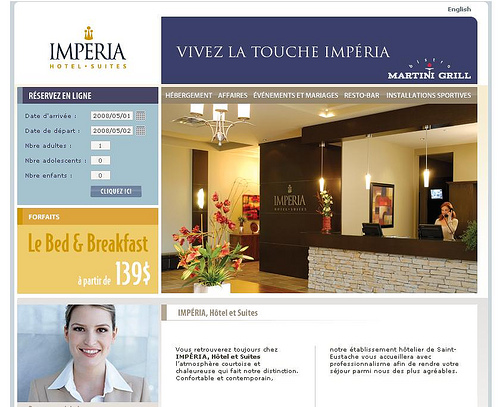 English
IMPERIA
HOTEL • SUITES
VIVEZ LA TOUCHE IMPÉRIA
BISTRO
MARTINI GRILL
RÉSERVEZ EN LIGNE
HÉBERGEMENT AFFAIRES ÉVÉNEMENTS ET MARIAGES RESTO-BAR INSTALLATIONS SPORTIVES
Date d'arrivée : 2008/05/01
Date de départ : 2008/05/02
Nbre adultes : 1
Nbre adolescents : 0
Nbre enfants : 0
CLIQUEZ ICI
IMPERIA
HOTEL • SUITES
FORFAITS
Le Bed & Breakfast
à partir de 139$
IMPÉRIA, Hôtel et Suites
Vous retrouverez toujours chez
IMPÉRIA, Hôtel et Suites
l'atmosphère courtoise et
chaleureuse qui fait notre distinction.
Confortable et contemporain,
notre établissement hôtelier de Saint-
Eustache vous accueillera avec
professionnalisme afin de rendre votre
séjour parmi nous des plus agréables.